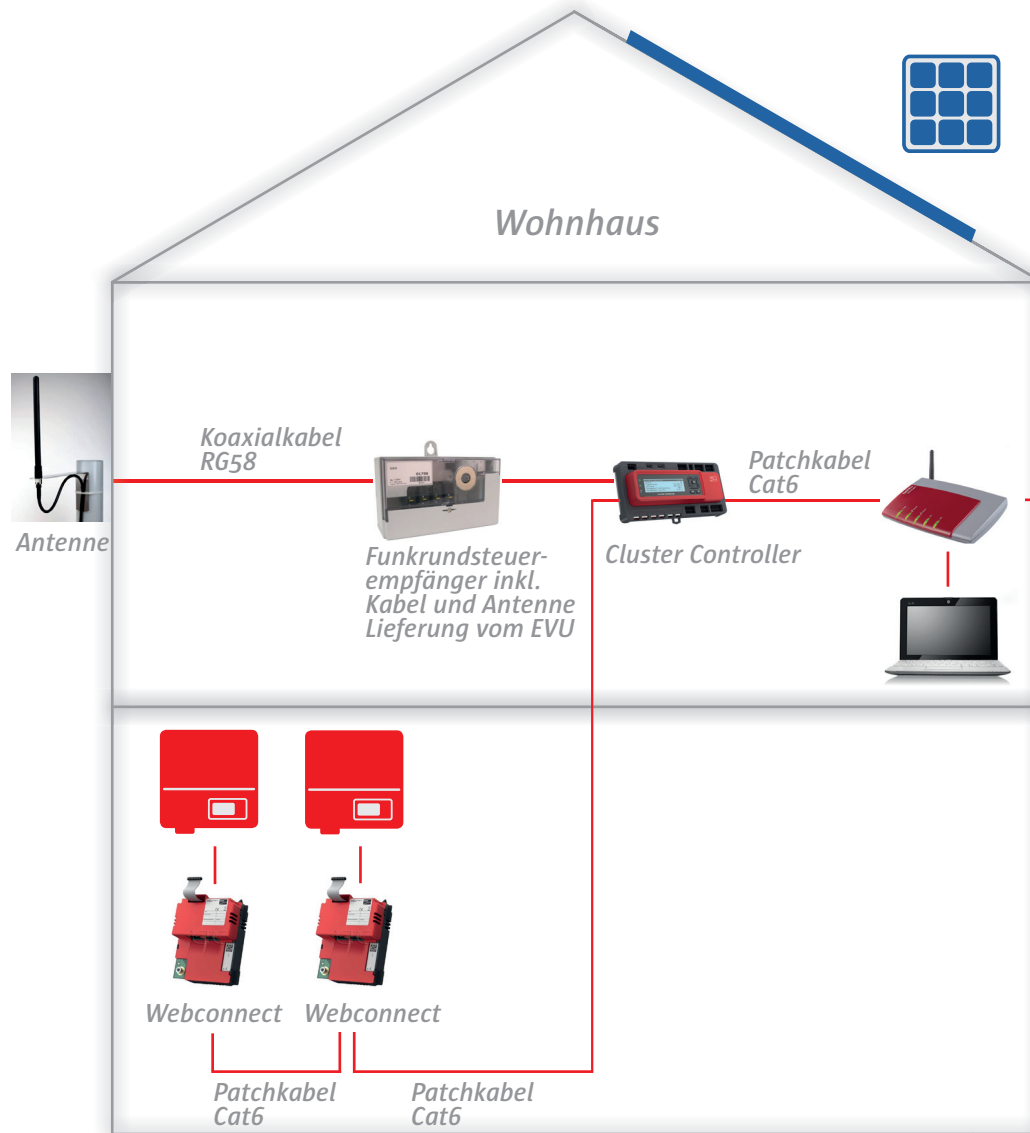 Wohnhaus
Koaxialkabel
RG58
Patchkabel
Cat6
Antenne
Funkrundsteuer-
empfänger inkl.
Kabel und Antenne
Lieferung vom EVU
Cluster Controller
Webconnect
Webconnect
Patchkabel
Cat6
Patchkabel
Cat6